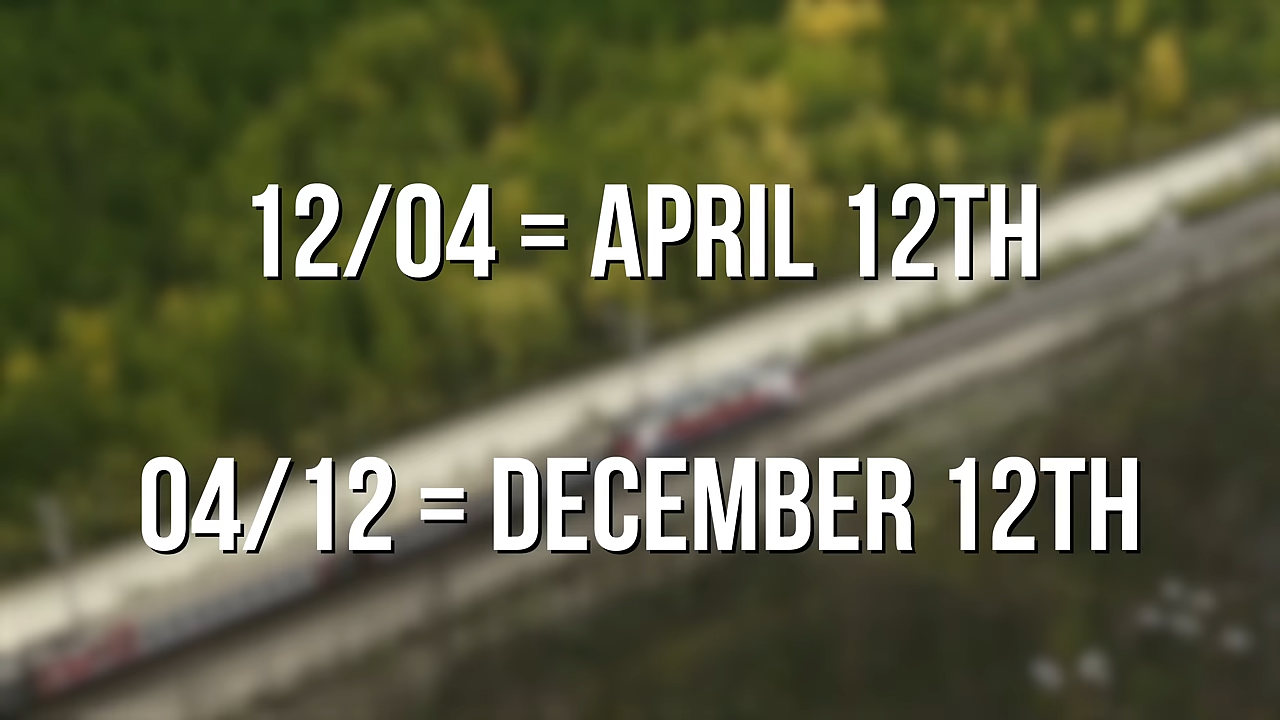 12/04 = APRIL 12TH
04/12 = DECEMBER 12TH